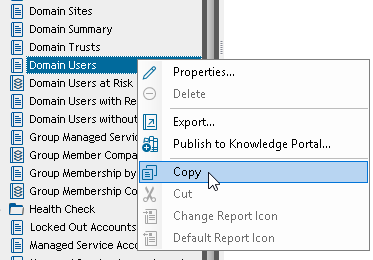 Domain Sites
Domain Summary
Domain Trusts
Domain Users
Domain Users at Risk
Domain Users with Re
Domain Users without
Group Managed Servic
Group Member Compa
Group Membership by
Group Membership Co
Health Check
Locked Out Accounts
Managed Service Acco
Properties...
Delete
Export...
Publish to Knowledge Portal...
Copy
Cut
Change Report Icon
Default Report Icon